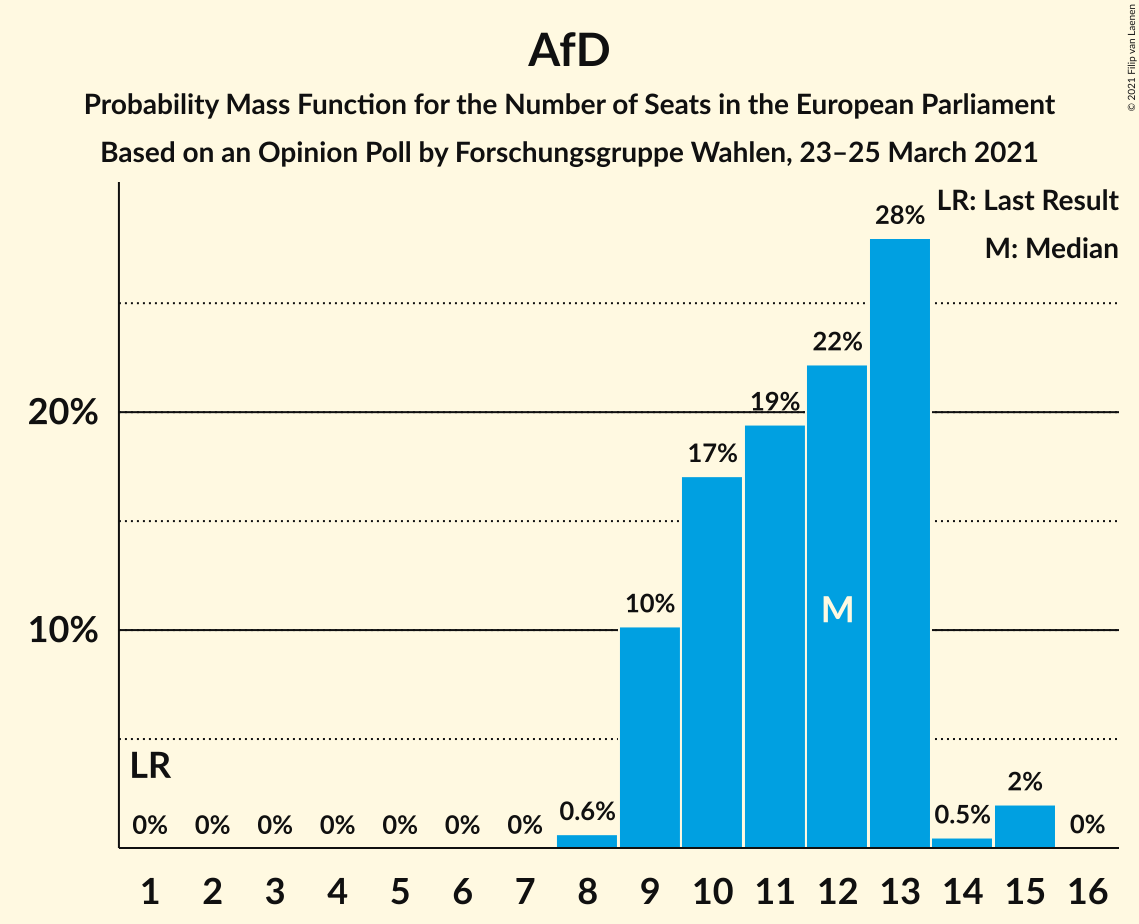 AfD
Probability Mass Function for the Number of Seats in the European Parliament
Based on an Opinion Poll by Forschungsgruppe Wahlen, 23–25 March 2021
© 2021 Filip van Laenen
LR: Last Result
M: Median
28%
22%
20%
19%
17%
10%
M
10%
LR
0% 0% 0% 0% 0% 0% 0% 0.6% 0.5% 2% 0%
1 2 3 4 5 6 7 8 9 10 11 12 13 14 15 16